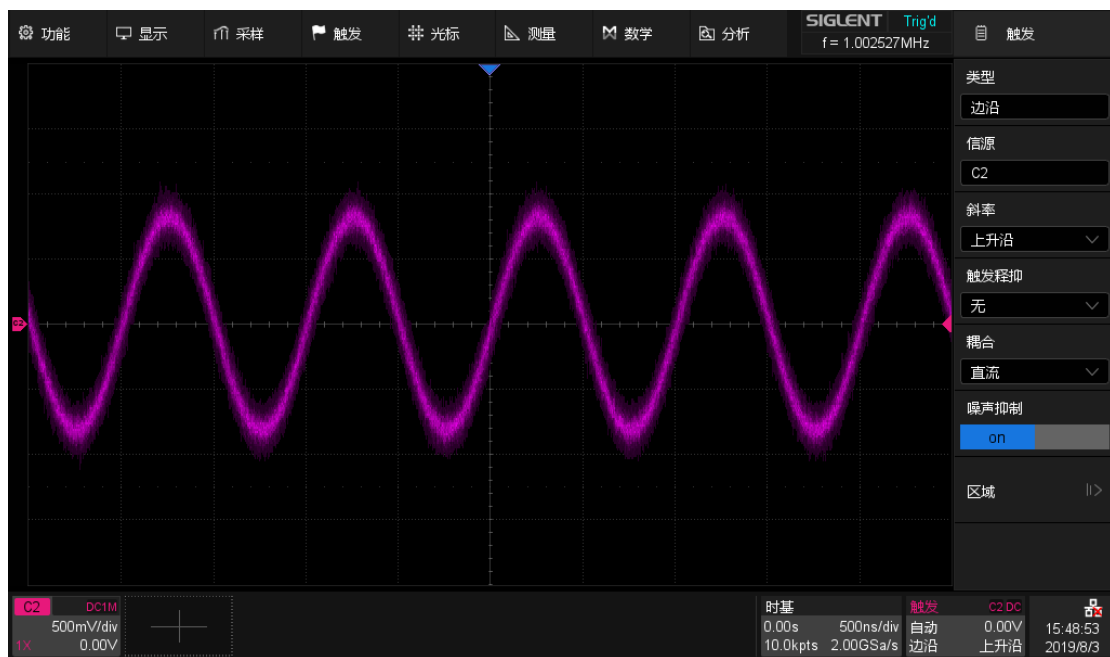 功能 显示 采样 触发 光标 测量 数学 分析 SIGLENT Trig'd
f = 1.002527MHz
触发
类型
边沿
信源
C2
斜率
上升沿
触发释抑
无
耦合
直流
噪声抑制
on
区域
C2
C2 DC1M
500mV/div
1X 0.00V
时基
0.00s 500ns/div
10.0kpts 2.00GSa/s
触发 C2 DC
自动 0.00V
边沿 上升沿
15:48:53
2019/8/3